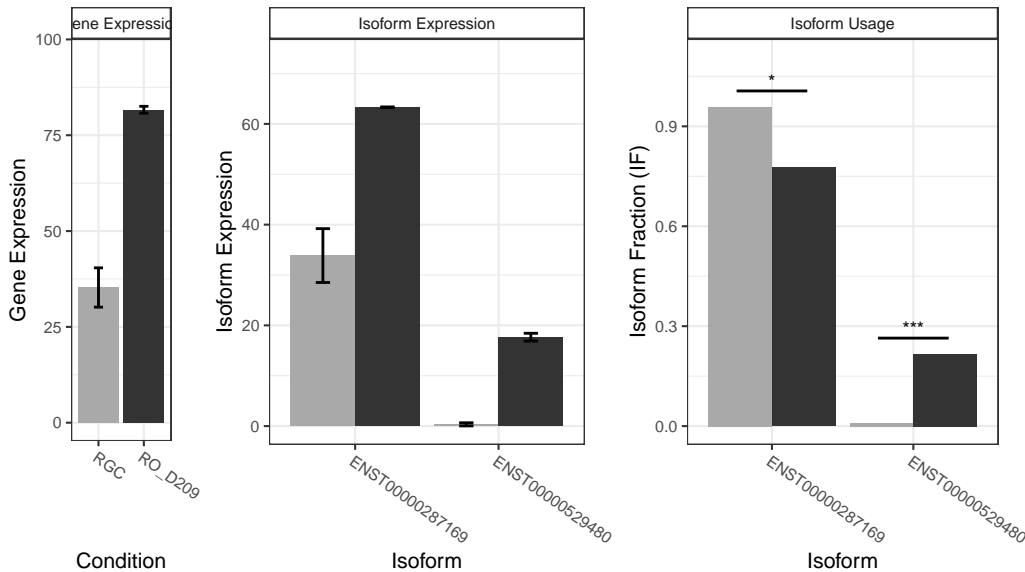 ene Expressio
Gene Expression
100
75
50
25
0
RGC
RO_D209
Condition
Isoform Expression
Isoform Expression
60
40
20
0
ENST00000287169
ENST00000529480
Isoform
Isoform Usage
Isoform Fraction (IF)
0.9
0.6
0.3
0.0
*
***
ENST00000287169
ENST00000529480
Isoform